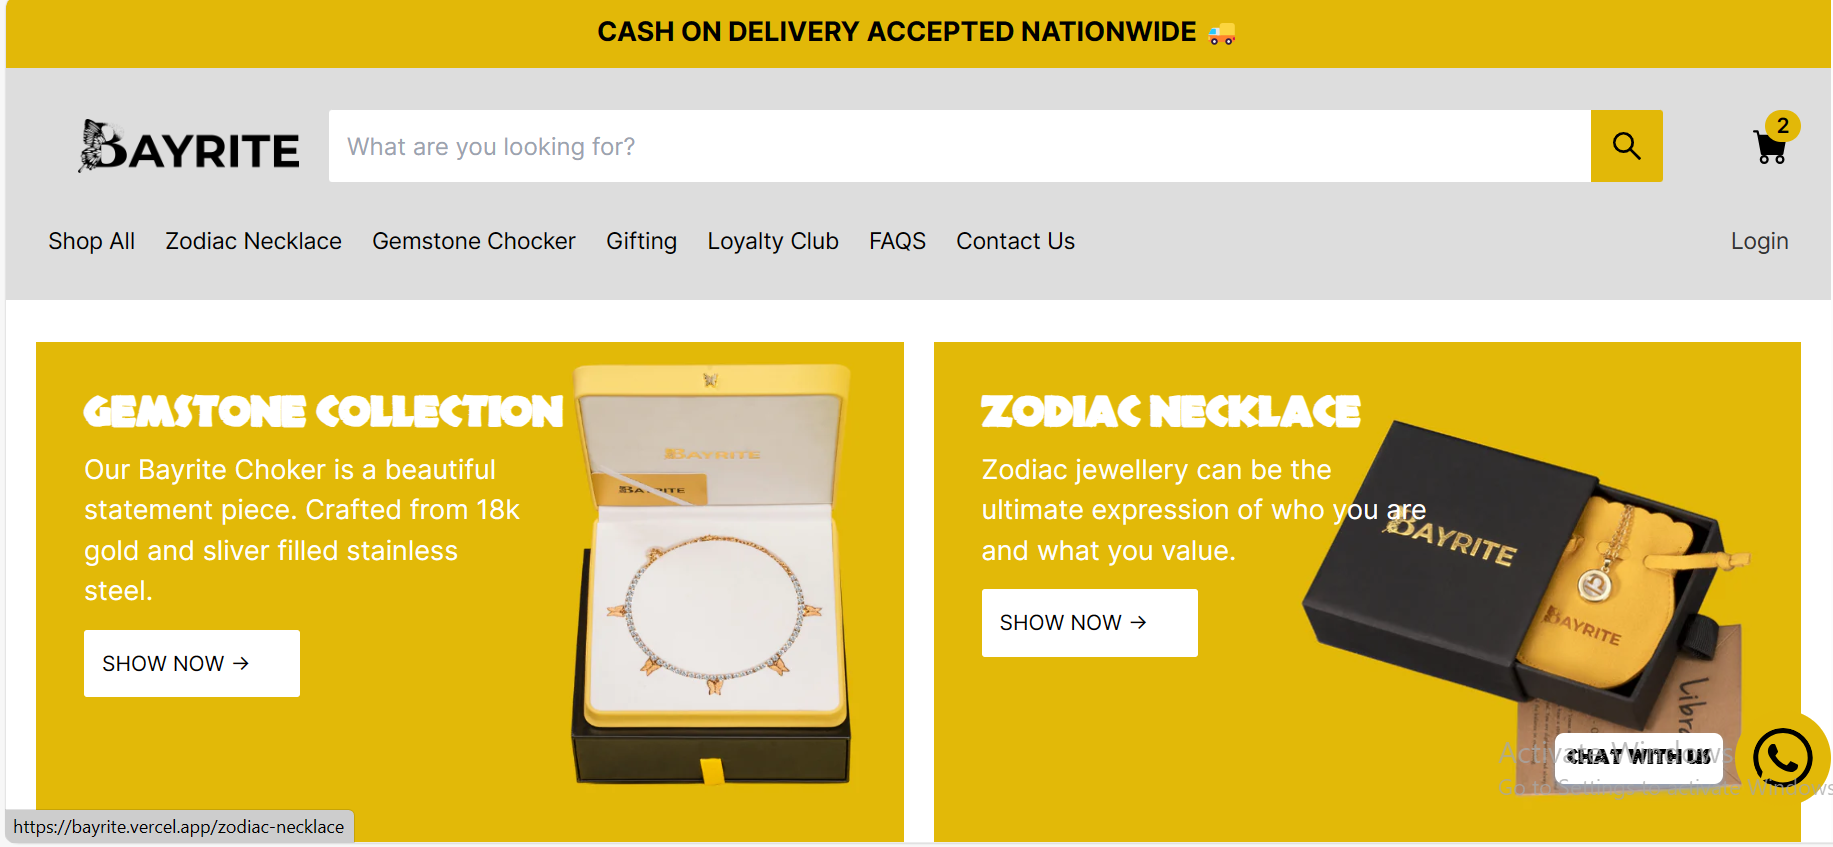 CASH ON DELIVERY ACCEPTED NATIONWIDE 🚚
BAYRITE
What are you looking for?
2
Shop All
Zodiac Necklace
Gemstone Chocker
Gifting
Loyalty Club
FAQS
Contact Us
Login
GEMSTONE COLLECTION
Our Bayrite Choker is a beautiful
statement piece. Crafted from 18k
gold and sliver filled stainless
steel.
SHOW NOW →
BAYRITE
BAYRITE
ZODIAC NECKLACE
Zodiac jewellery can be the
ultimate expression of who you are
and what you value.
SHOW NOW →
BAYRITE
BAYRITE
Libra
CHAT WITH US
Activate Windows
Go to Settings to activate Windows
https://bayrite.vercel.app/zodiac-necklace